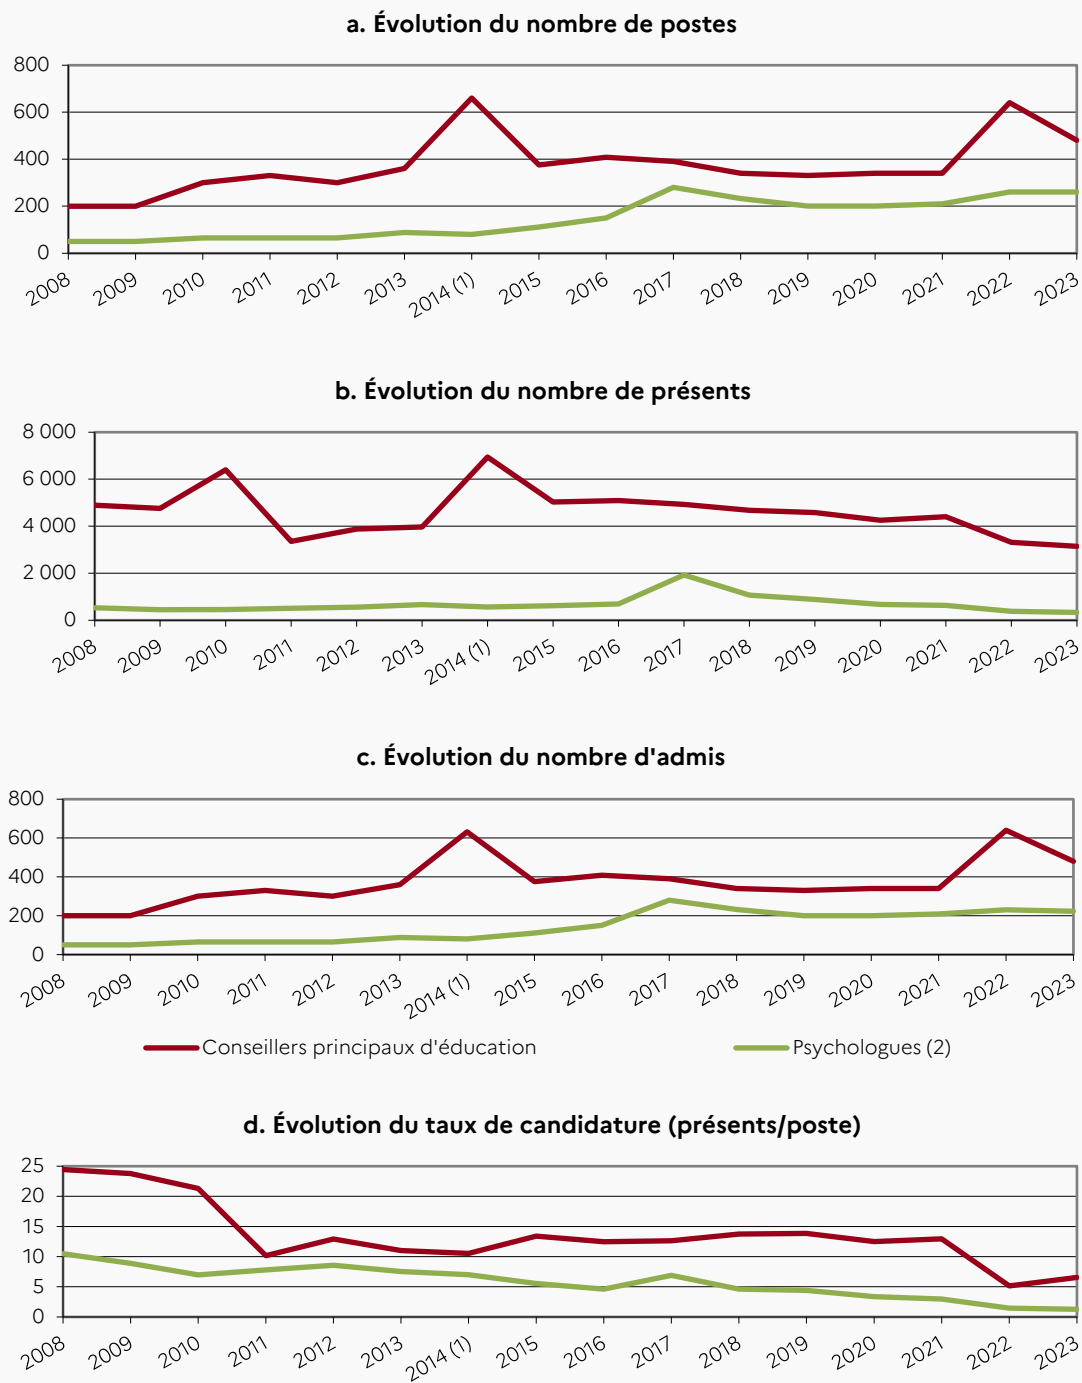 a. Évolution du nombre de postes
800
600
400
200
0
2008 2009 2010 2011 2012 2013 2014 (1) 2015 2016 2017 2018 2019 2020 2021 2022 2023
b. Évolution du nombre de présents
8 000
6 000
4 000
2 000
0
2008 2009 2010 2011 2012 2013 2014 (1) 2015 2016 2017 2018 2019 2020 2021 2022 2023
c. Évolution du nombre d'admis
800
600
400
200
0
2008 2009 2010 2011 2012 2013 2014 (1) 2015 2016 2017 2018 2019 2020 2021 2022 2023
Conseillers principaux d'éducation Psychologues (2)
d. Évolution du taux de candidature (présents/poste)
25
20
15
10
5
0
2008 2009 2010 2011 2012 2013 2014 (1) 2015 2016 2017 2018 2019 2020 2021 2022 2023